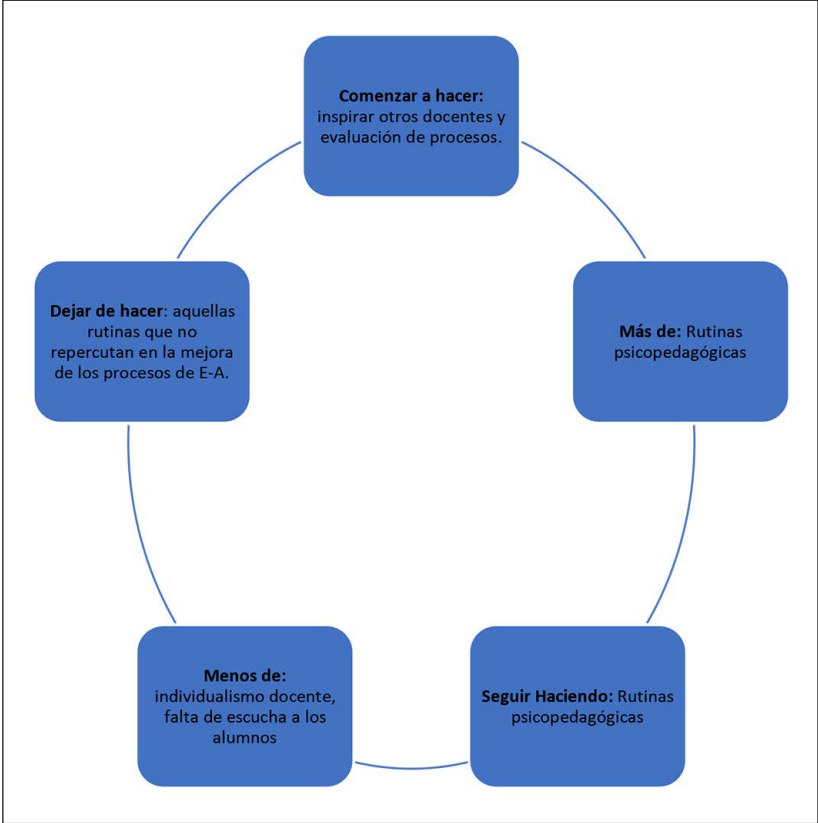 Comenzar a hacer:
inspirar otros docentes y
evaluación de procesos.
Más de: Rutinas
psicopedagógicas
Seguir Haciendo: Rutinas
psicopedagógicas
Menos de:
individualismo docente,
falta de escucha a los
alumnos
Dejar de hacer: aquellas
rutinas que no
repercutan en la mejora
de los procesos de E-A.